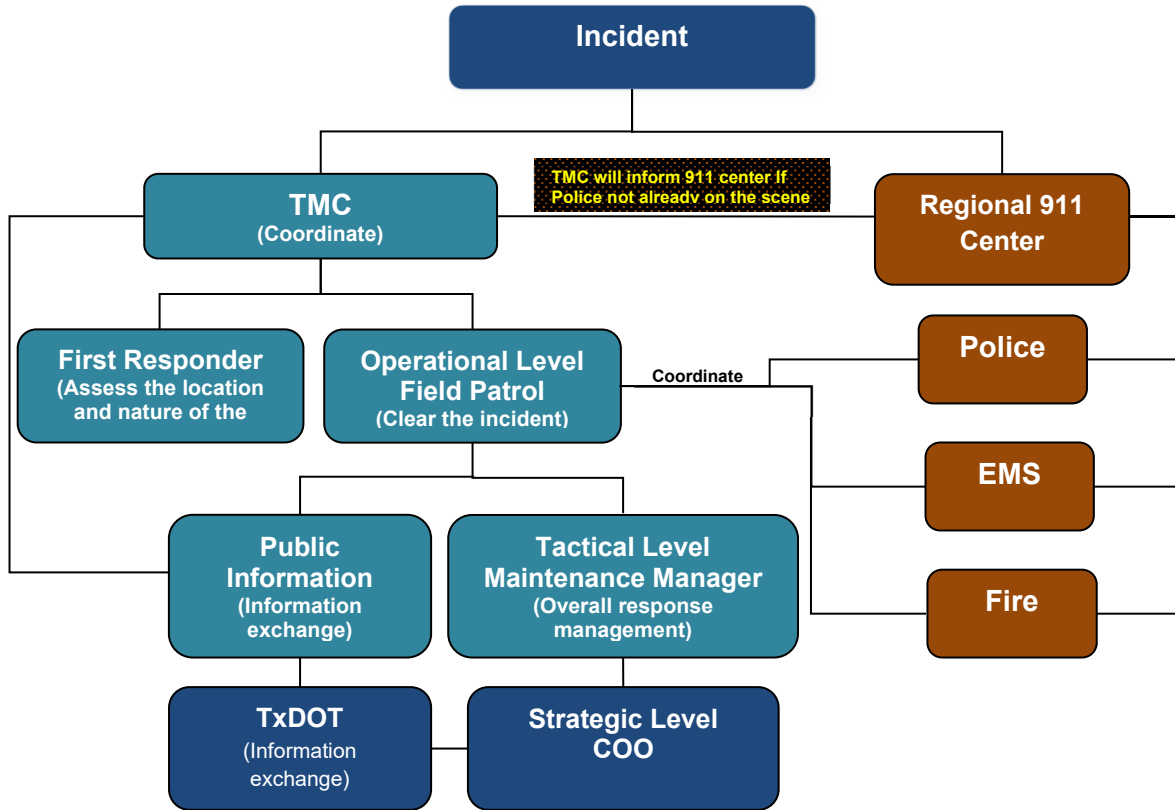 Incident
TMC will inform 911 center If
Police not already on the scene
TMC
(Coordinate)
Regional 911
Center
First Responder
(Assess the location
and nature of the
Operational Level
Field Patrol
(Clear the incident)
Coordinate
Police
EMS
Fire
Public
Information
(Information
exchange)
Tactical Level
Maintenance Manager
(Overall response
management)
TxDOT
(Information
exchange)
Strategic Level
COO